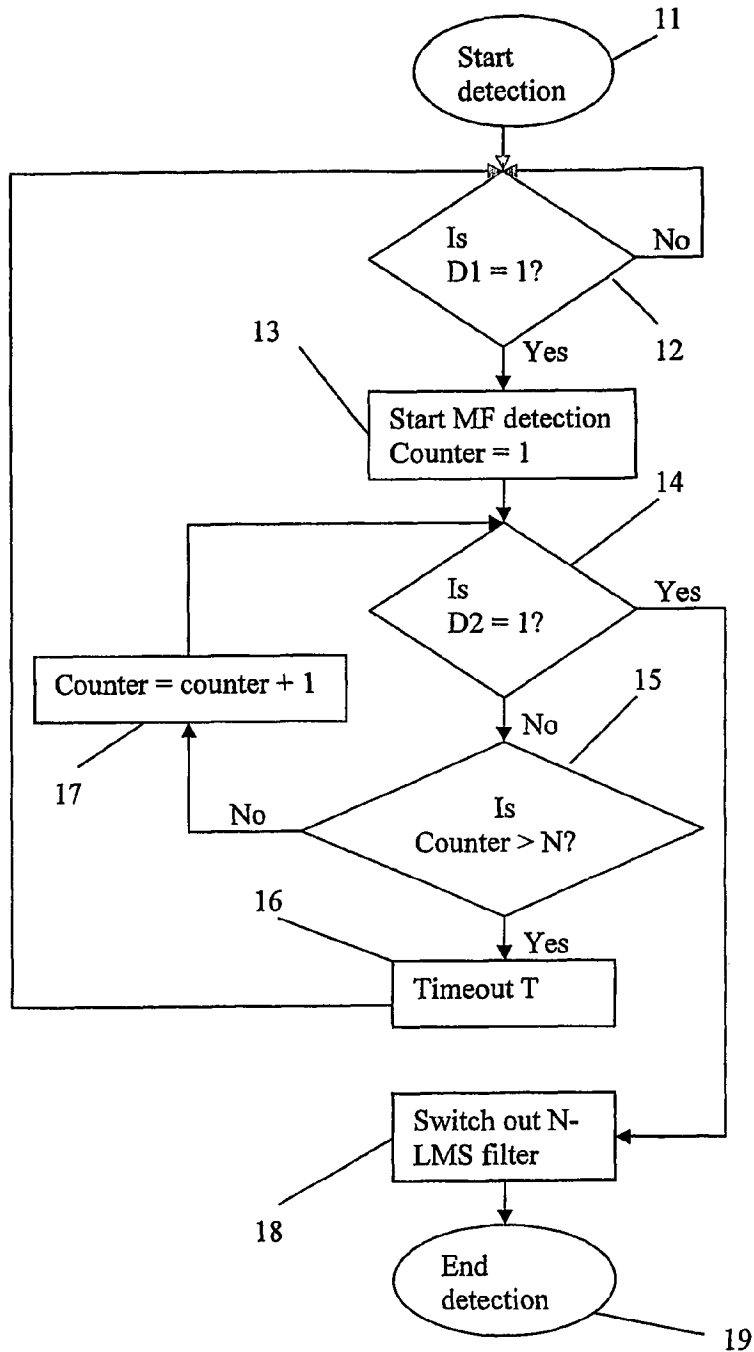 11
Start
detection
Is
D1 = 1?
No
12
Yes
13
Start MF detection
Counter = 1
14
Is
D2 = 1?
Yes
Counter = counter + 1
15
No
17
Is
Counter > N?
No
16
Yes
Timeout T
Switch out N-
LMS filter
18
End
detection
19